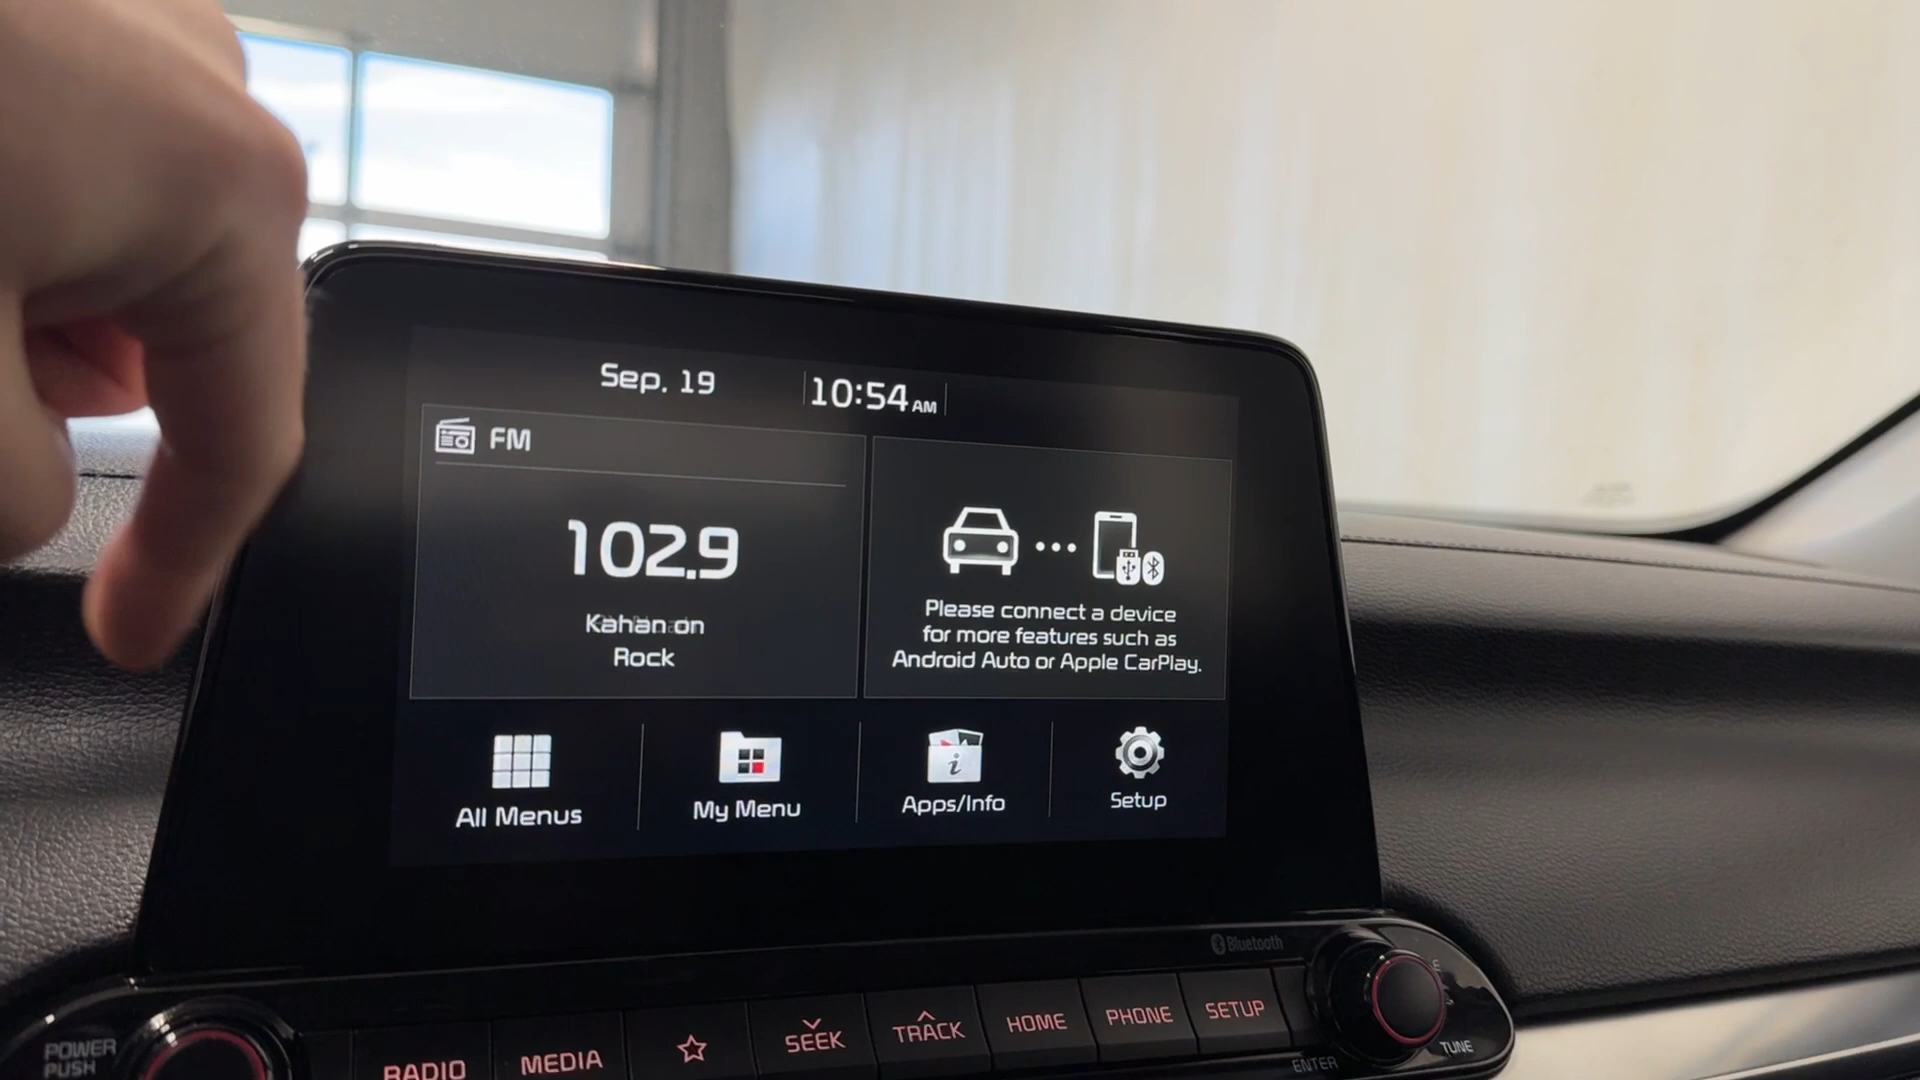 Sep. 19
10:54 AM
FM
102.9
Kahan on
Rock
Please connect a device
for more features such as
Android Auto or Apple CarPlay.
All Menus
My Menu
Apps/Info
Setup
Bluetooth
POWER
PUSH
RADIO
MEDIA
SEEK
TRACK
HOME
PHONE
SETUP
ENTER
TUNE